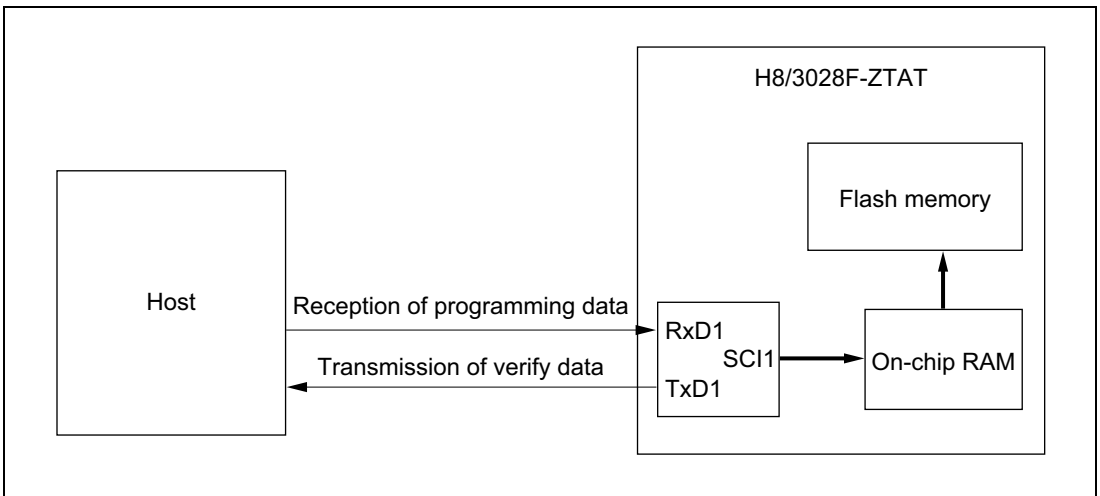 H8/3028F-ZTAT
Flash memory
Host
Reception of programming data
RxD1
SCI1
On-chip RAM
Transmission of verify data
TxD1